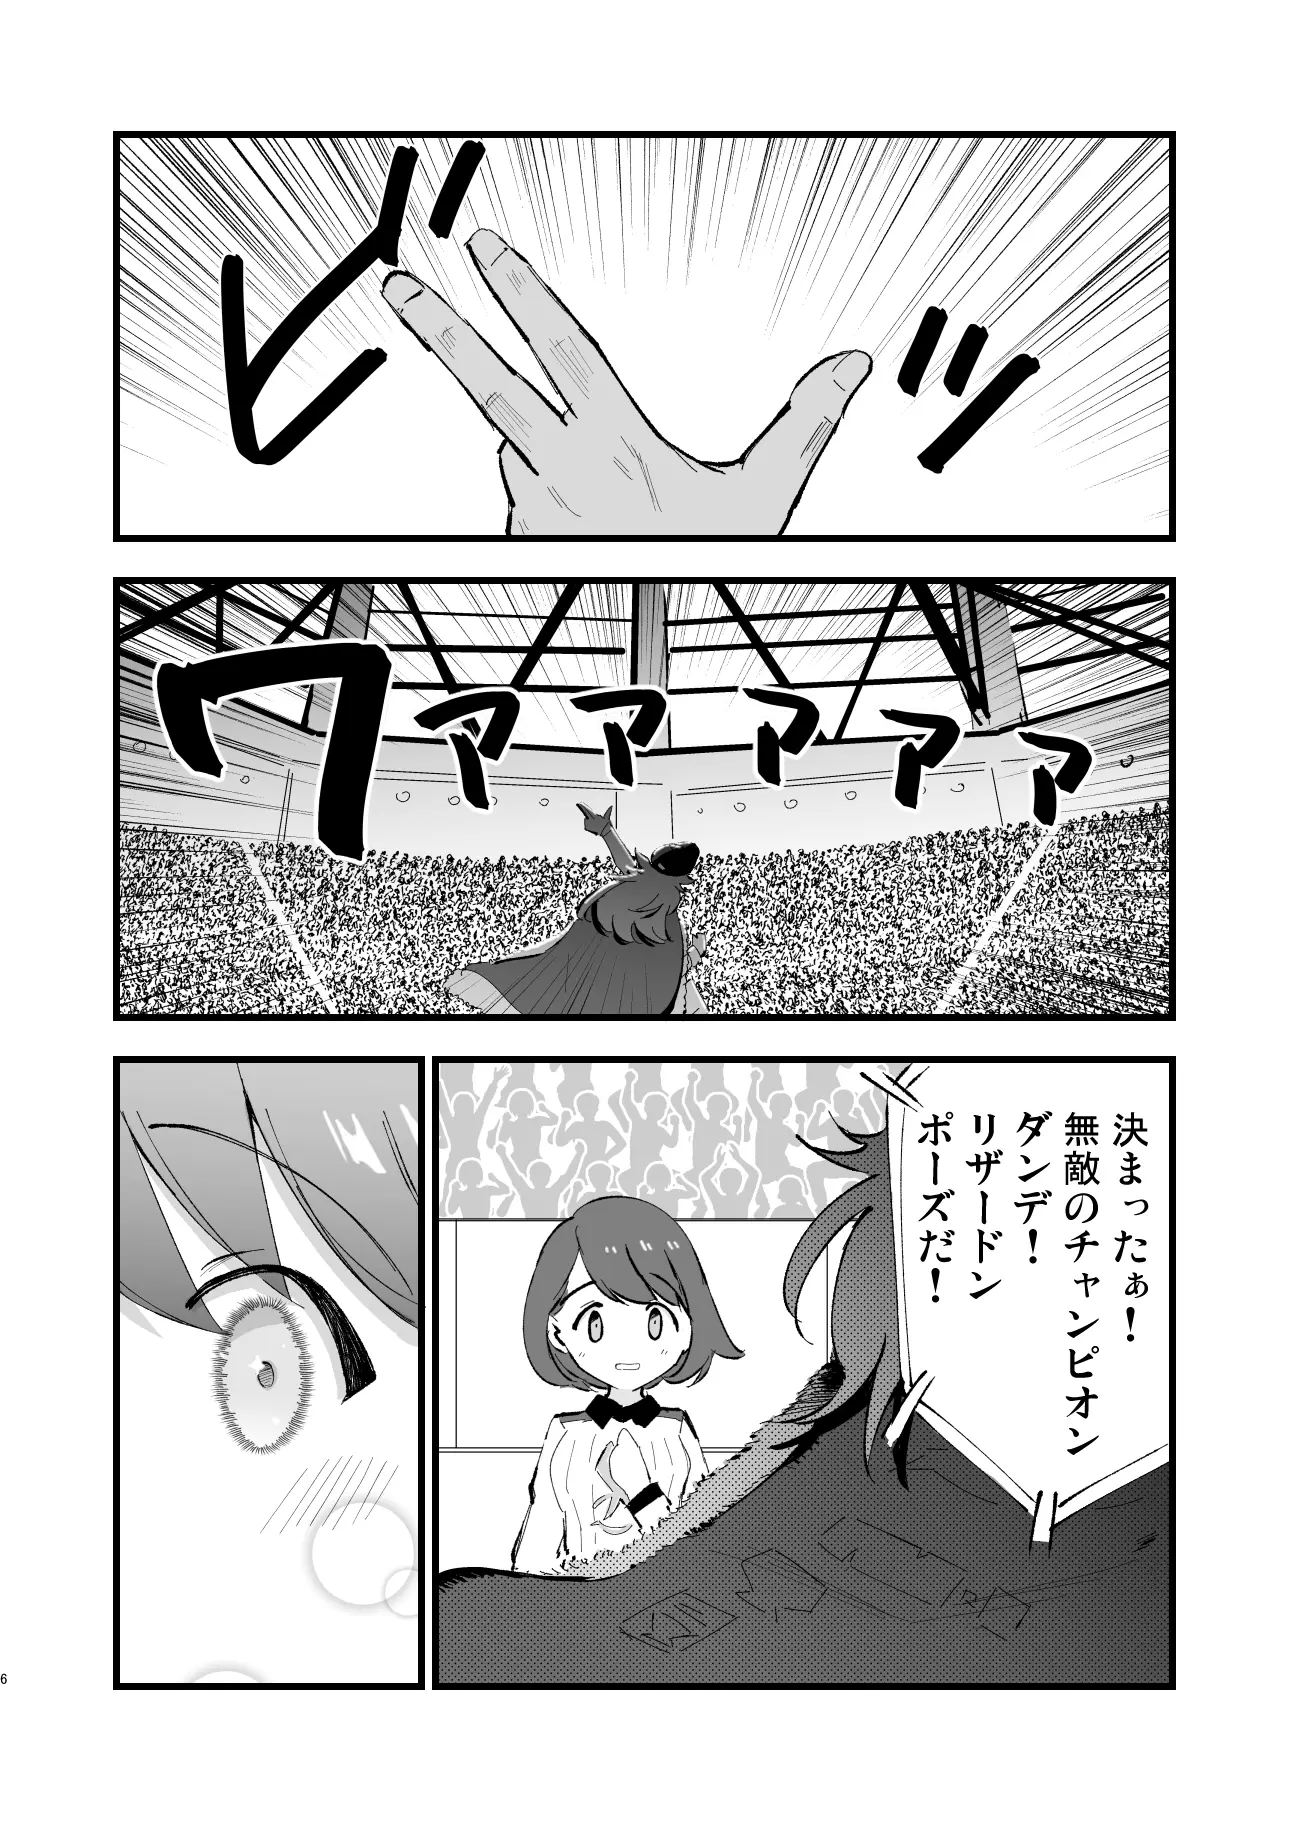 ビシッ
ワァァァァァ
決まったぁ！
無敵のチャンピオン
ダンデ！
リザードン
ポーズだ！
6